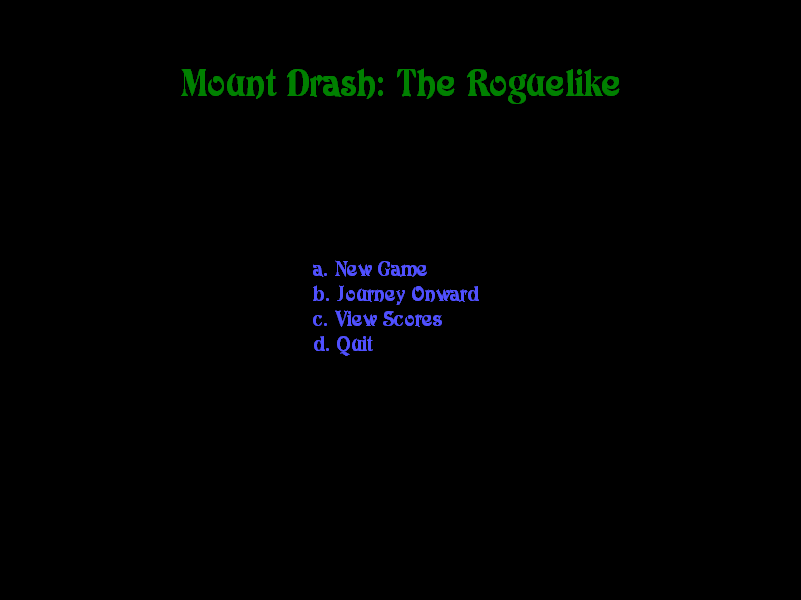 Mount Drash: The Roguelike
a. New Game
b. Journey Onward
c. View Scores
d. Quit